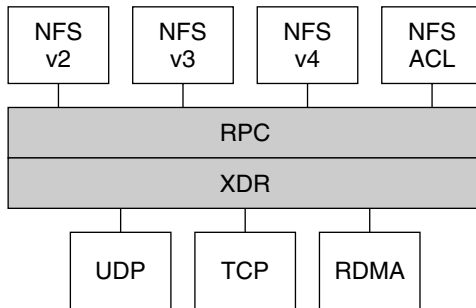 NFS
v2
NFS
v3
NFS
v4
NFS
ACL
RPC
XDR
UDP
TCP
RDMA